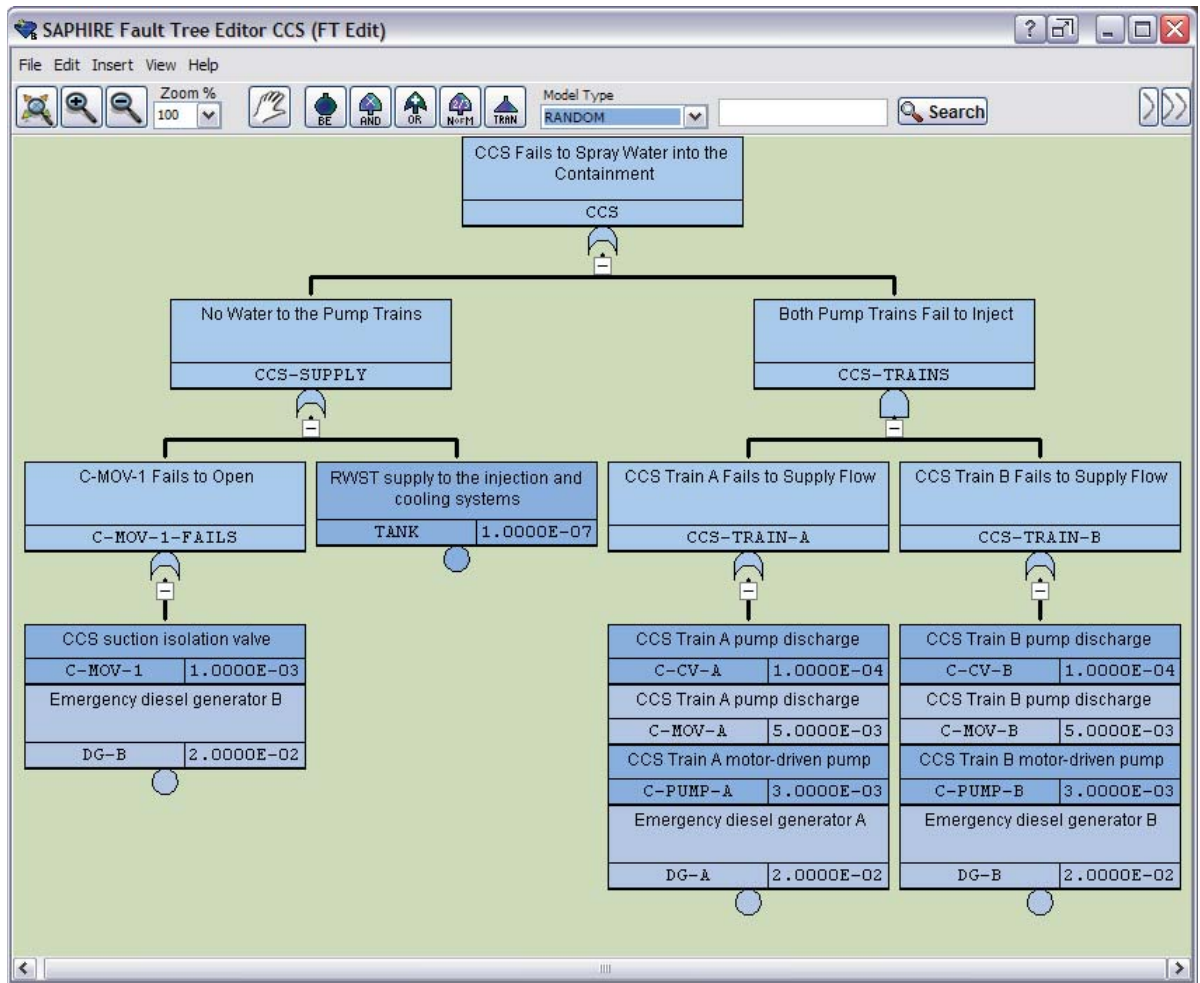 SAPHIRE Fault Tree Editor CCS (FT Edit)
File Edit Insert View Help
Zoom %
100
BE
AND
OR
N/M
TRAN
Model Type
RANDOM
Search
CCS Fails to Spray Water into the
Containment
CCS
No Water to the Pump Trains
CCS-SUPPLY
Both Pump Trains Fail to Inject
CCS-TRAINS
C-MOV-1 Fails to Open
C-MOV-1-FAILS
RWST supply to the injection and
cooling systems
TANK 1.0000E-07
CCS Train A Fails to Supply Flow
CCS-TRAIN-A
CCS Train B Fails to Supply Flow
CCS-TRAIN-B
CCS suction isolation valve
C-MOV-1 1.0000E-03
Emergency diesel generator B
DG-B 2.0000E-02
CCS Train A pump discharge
C-CV-A 1.0000E-04
CCS Train A pump discharge
C-MOV-A 5.0000E-03
CCS Train A motor-driven pump
C-PUMP-A 3.0000E-03
Emergency diesel generator A
DG-A 2.0000E-02
CCS Train B pump discharge
C-CV-B 1.0000E-04
CCS Train B pump discharge
C-MOV-B 5.0000E-03
CCS Train B motor-driven pump
C-PUMP-B 3.0000E-03
Emergency diesel generator B
DG-B 2.0000E-02